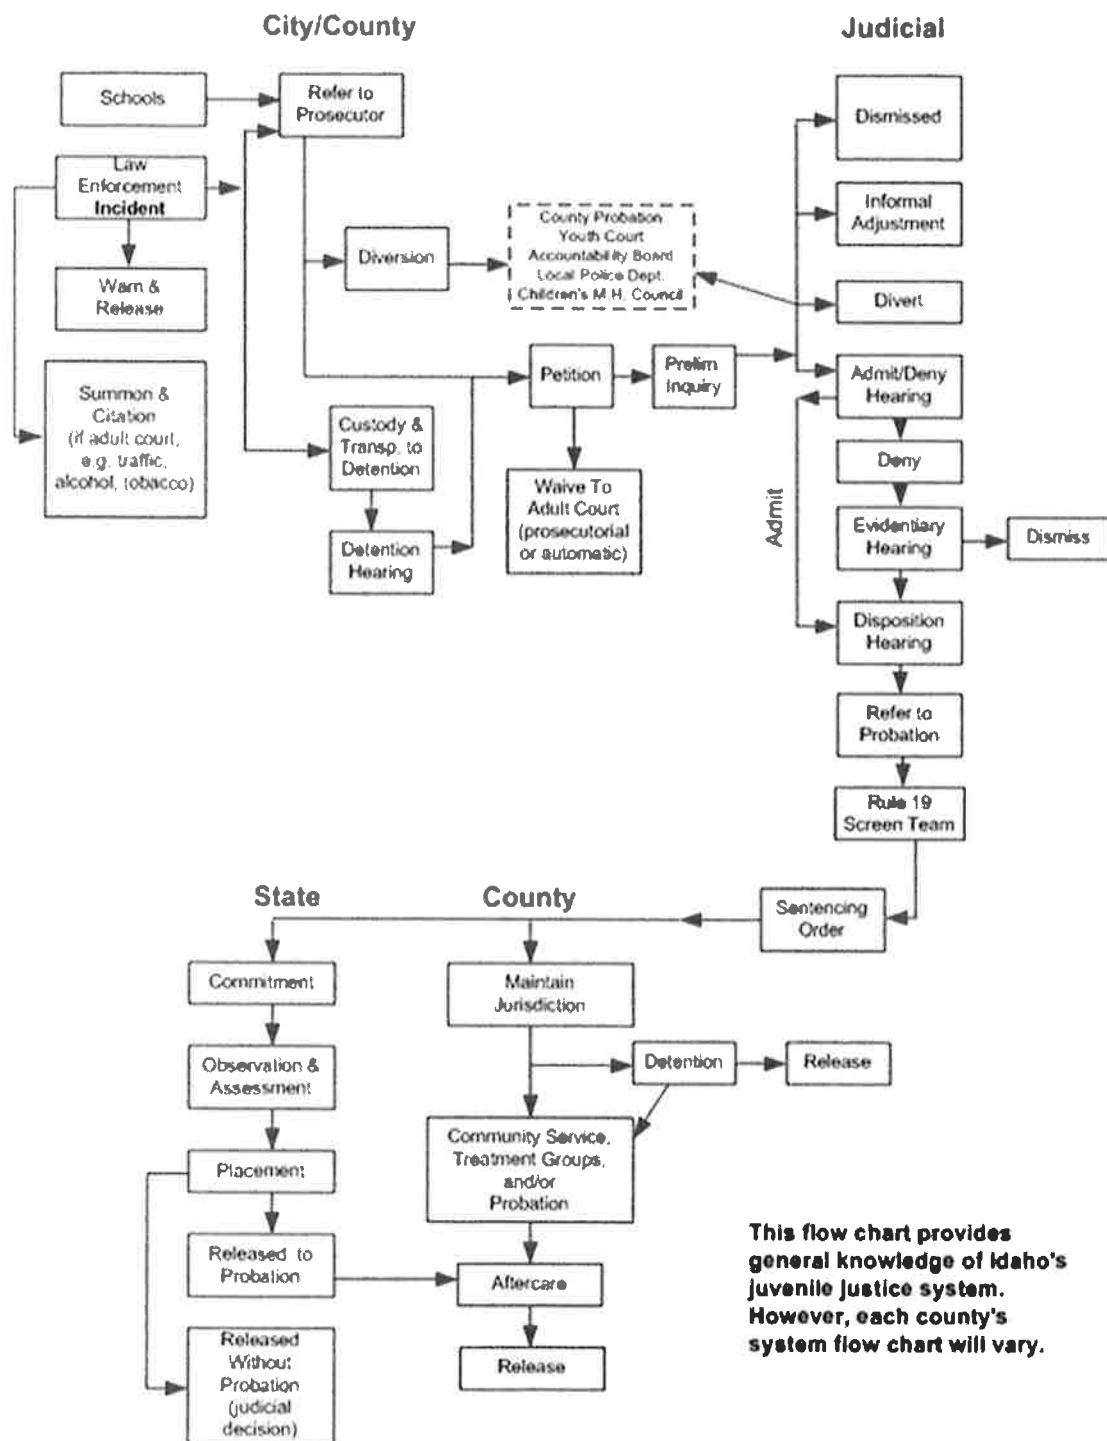 City/County
Judicial
Schools
Refer to
Prosecutor
Dismissed
Law
Enforcement
Incident
Informal
Adjustment
County Probation
Youth Court
Accountability Board
Local Police Dept.
Children's M.H. Council
Diversion
Warn &
Release
Divert
Petition
Prelim
Inquiry
Admit/Deny
Hearing
Summon &
Citation
(if adult court,
e.g. traffic,
alcohol, tobacco)
Custody &
Transp. to
Detention
Deny
Waive To
Adult Court
(prosecutorial
or automatic)
Admit
Evidentiary
Hearing
Dismiss
Detention
Hearing
Disposition
Hearing
Refer to
Probation
Rule 19
Screen Team
State
County
Sentencing
Order
Commitment
Maintain
Jurisdiction
Observation &
Assessment
Detention
Release
Community Service,
Treatment Groups,
and/or
Probation
Placement
Released to
Probation
Aftercare
This flow chart provides
general knowledge of Idaho's
juvenile justice system.
However, each county's
system flow chart will vary.
Released
Without
Probation
(judicial
decision)
Release